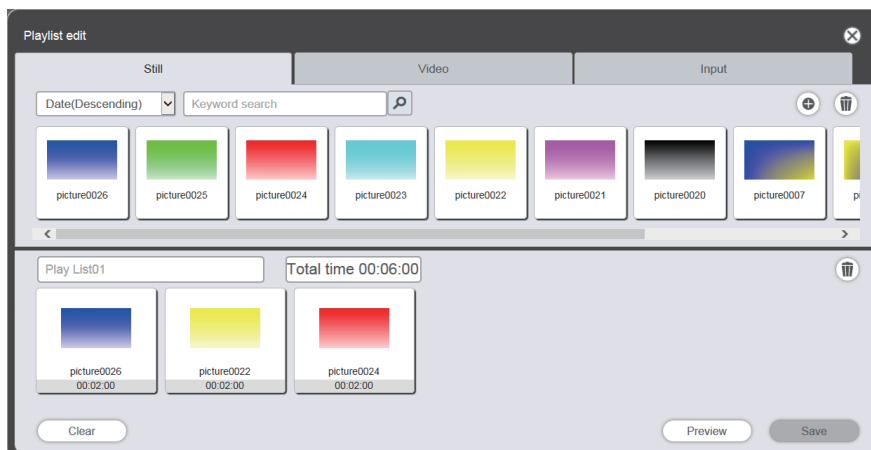 Playlist edit
Still
Video
Input
Date(Descending)
Keyword search
picture0026
picture0025
picture0024
picture0023
picture0022
picture0021
picture0020
picture0007
Play List01
Total time 00:06:00
picture0026
00:02:00
picture0022
00:02:00
picture0024
00:02:00
Clear
Preview
Save